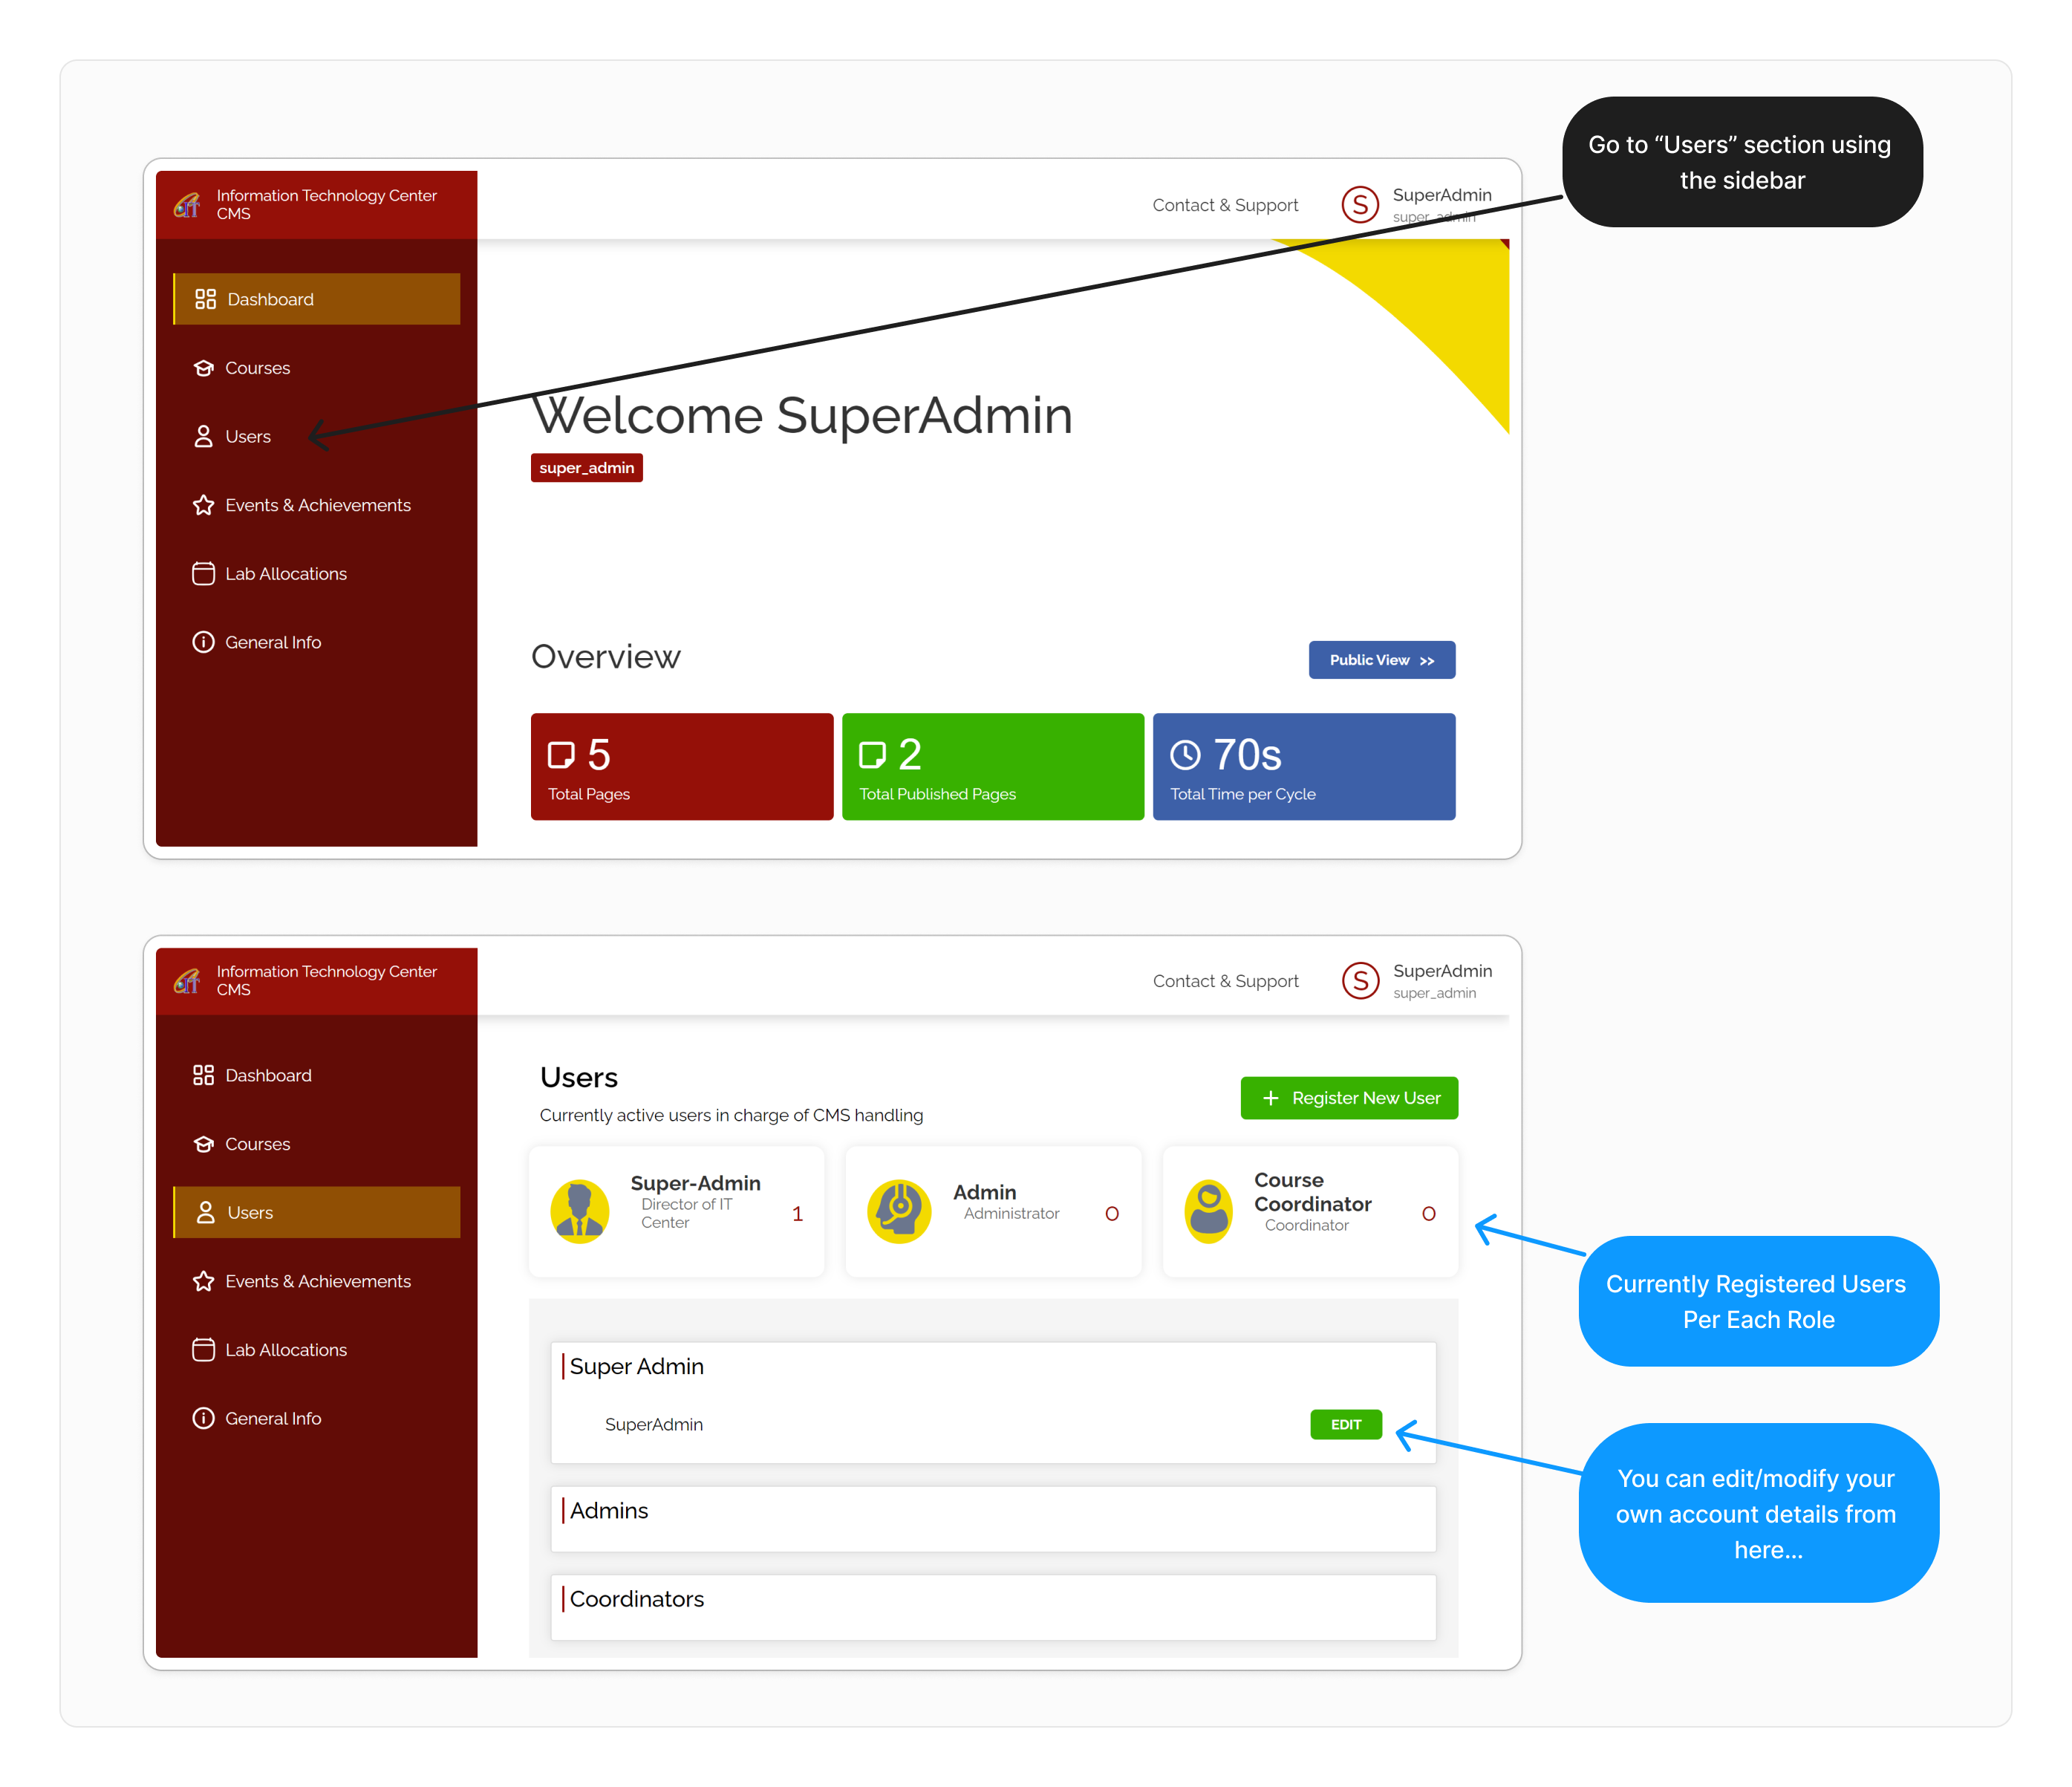 Go to “Users” section using
the sidebar
Information Technology Center
CMS
Contact & Support
S
SuperAdmin
super_admin
Dashboard
Courses
Users
Events & Achievements
Lab Allocations
General Info
Welcome SuperAdmin
super_admin
Overview
Public View >>
5
Total Pages
2
Total Published Pages
70s
Total Time per Cycle
Information Technology Center
CMS
Contact & Support
S
SuperAdmin
super_admin
Dashboard
Courses
Users
Events & Achievements
Lab Allocations
General Info
Users
Currently active users in charge of CMS handling
+ Register New User
Super-Admin
Director of IT
Center
1
Admin
Administrator
0
Course
Coordinator
Coordinator
0
Currently Registered Users
Per Each Role
Super Admin
SuperAdmin
EDIT
You can edit/modify your
own account details from
here...
Admins
Coordinators